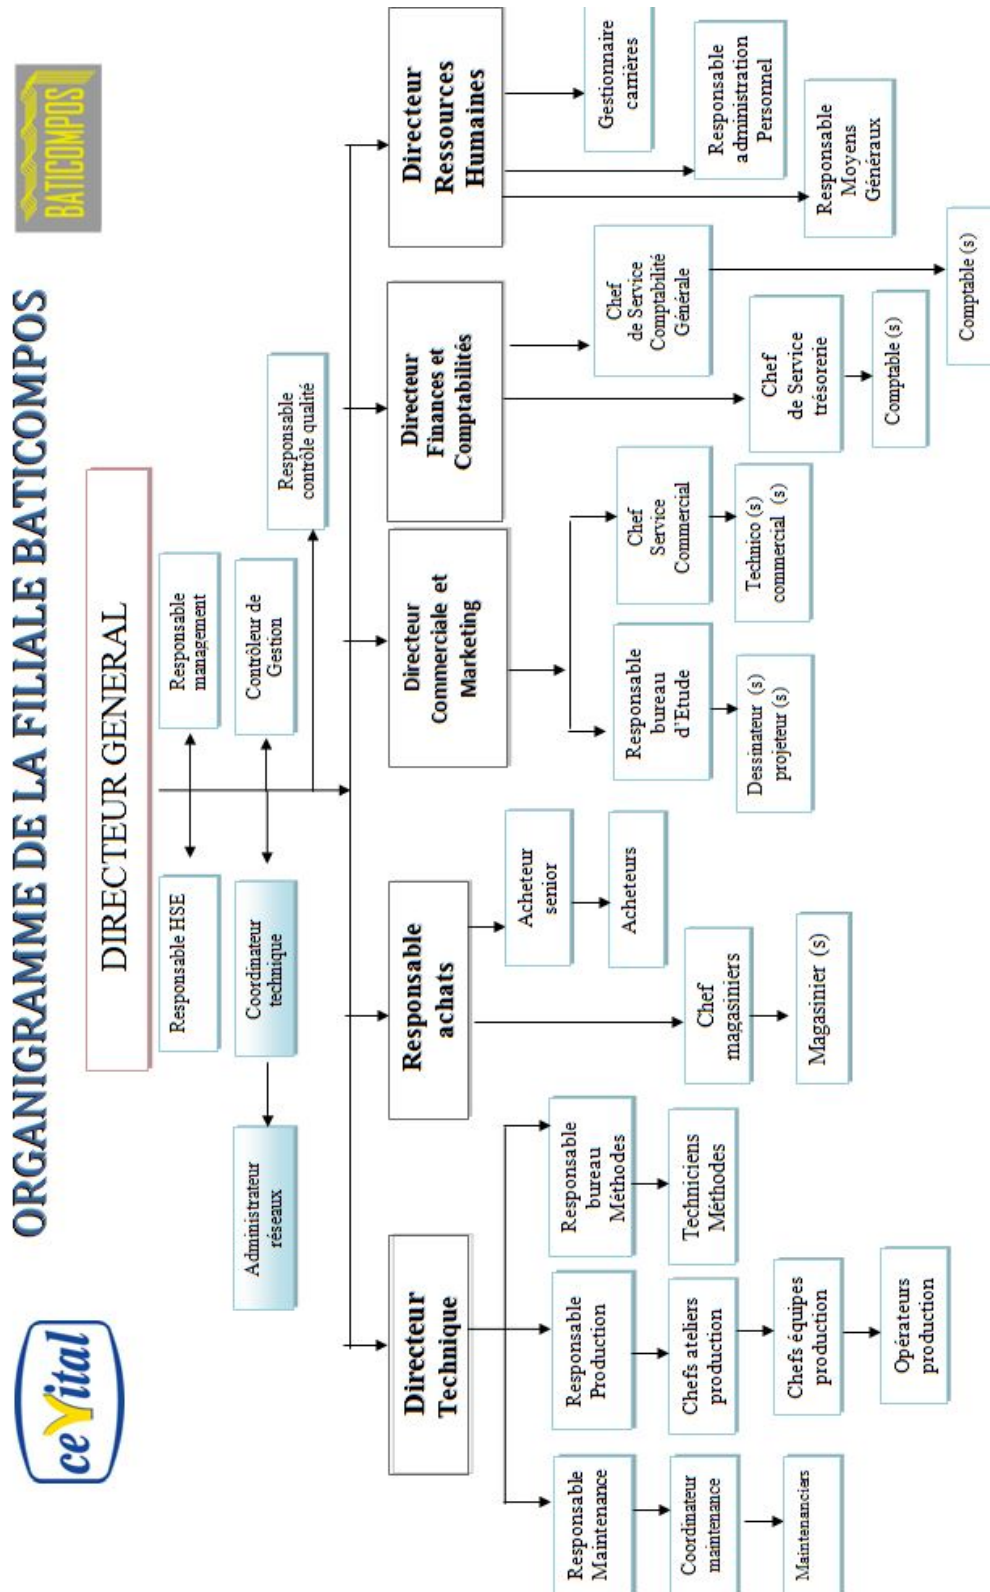 ceVital
ORGANIGRAMME DE LA FILIALE BATICOMPOS
BATICOMPOS
DIRECTEUR GENERAL
Responsable HSE
Responsable
management
Administrateur
réseaux
Coordinateur
technique
Contrôleur de
Gestion
Responsable
contrôle qualité
Directeur
Technique
Responsable
achats
Directeur
Commerciale et
Marketing
Directeur
Finances et
Comptabilités
Directeur
Ressources
Humaines
Responsable
Maintenance
Coordinateur
maintenance
Maintenanciers
Responsable
Production
Chefs ateliers
production
Chefs équipes
production
Opérateurs
production
Responsable
bureau
Méthodes
Techniciens
Méthodes
Acheteur
senior
Acheteurs
Chef
magasiniers
Magasinier (s)
Responsable
bureau
d'Etude
Dessinateur (s)
projeteur (s)
Chef
Service
Commercial
Technico (s)
commercial (s)
Chef
de Service
Comptabilité
Générale
Comptable (s)
Chef
de Service
trésorerie
Comptable (s)
Gestionnaire
carrières
Responsable
administration
Personnel
Responsable
Moyens
Généraux